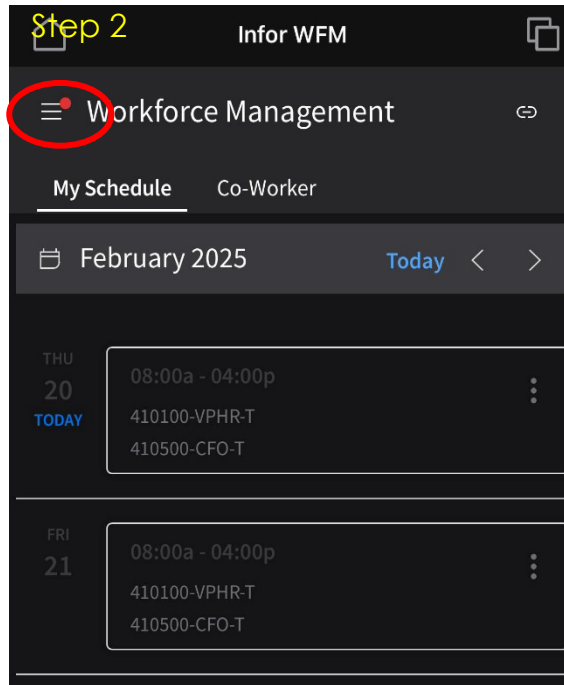 Step 2
Infor WFM
Workforce Management
My Schedule Co-Worker
February 2025 Today
THU
20
TODAY
08:00a - 04:00p
410100-VPHR-T
410500-CFO-T
FRI
21
08:00a - 04:00p
410100-VPHR-T
410500-CFO-T